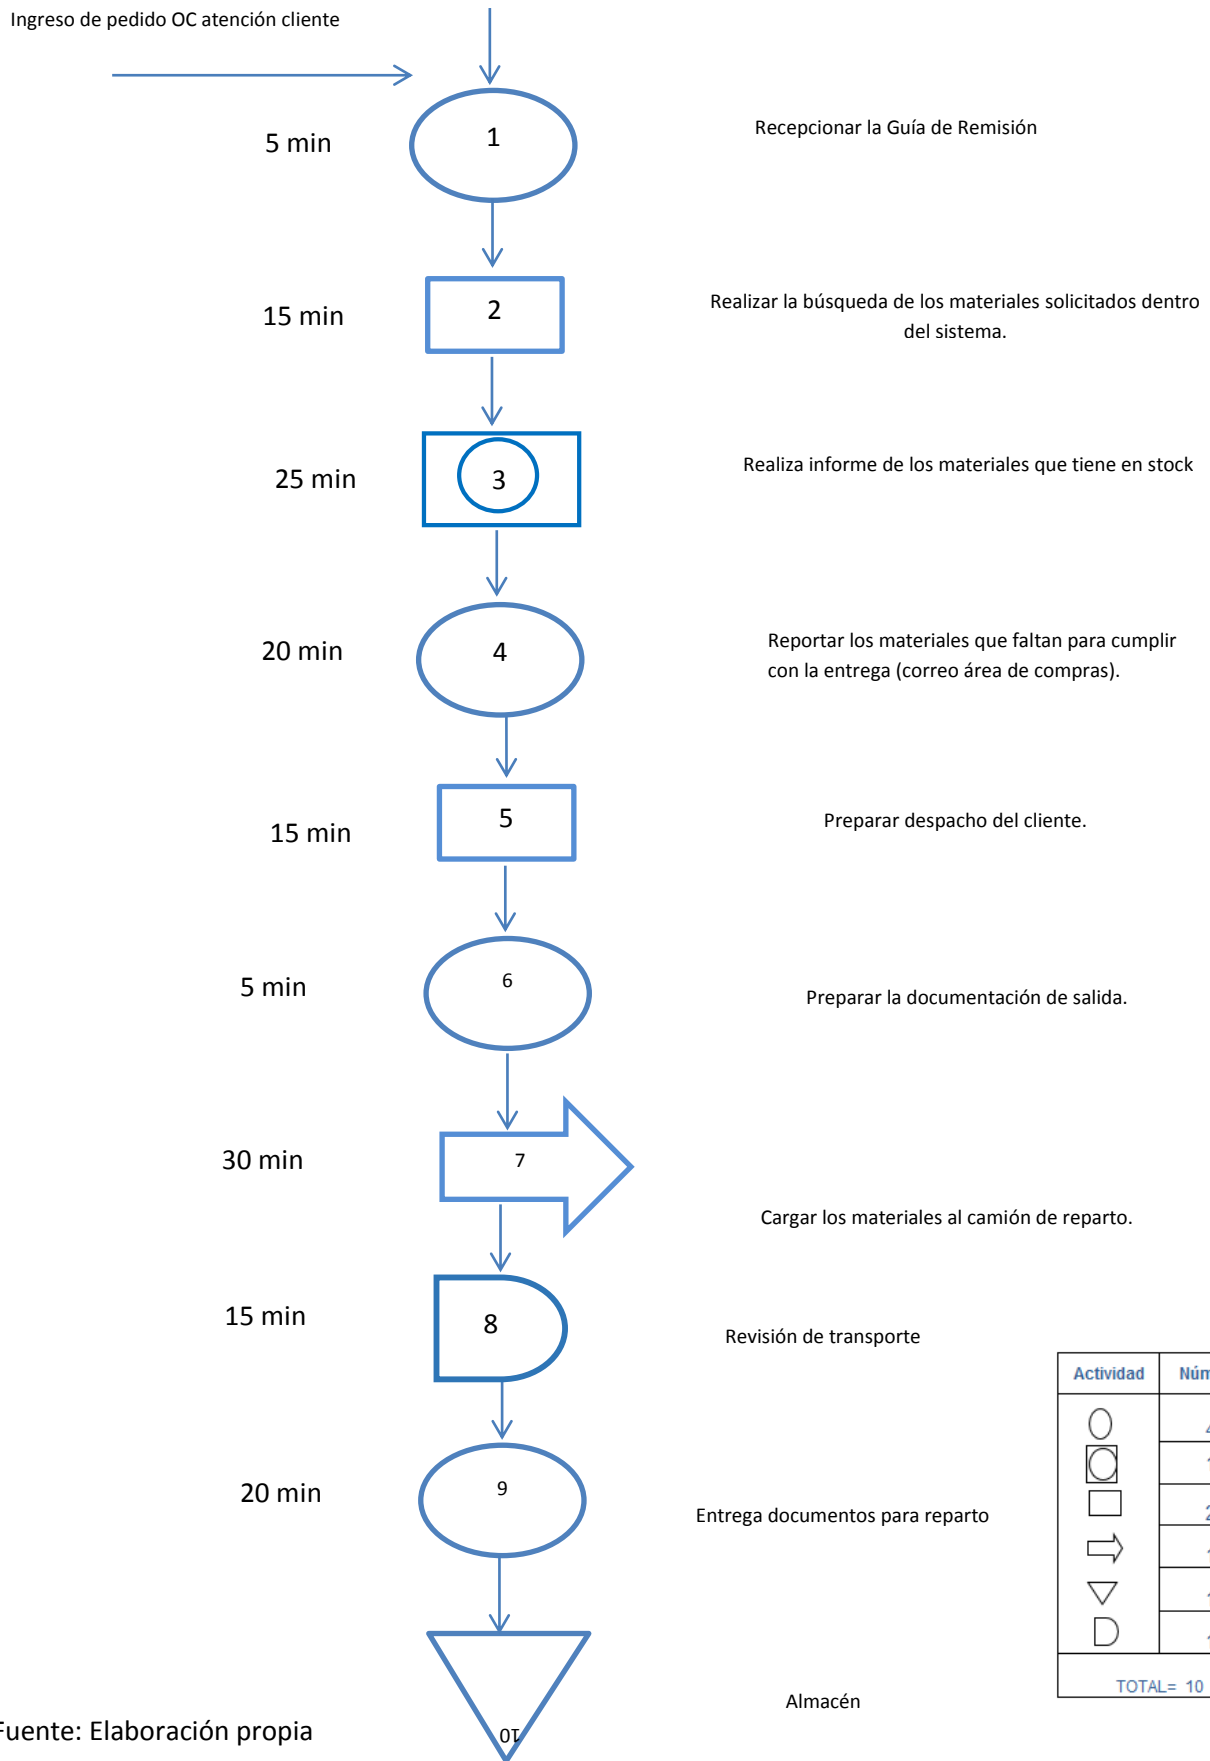 Ingreso de pedido OC atención cliente
5 min
1
Recepcionar la Guía de Remisión
15 min
2
Realizar la búsqueda de los materiales solicitados dentro
del sistema.
25 min
3
Realiza informe de los materiales que tiene en stock
20 min
4
Reportar los materiales que faltan para cumplir
con la entrega (correo área de compras).
15 min
5
Preparar despacho del cliente.
5 min
6
Preparar la documentación de salida.
30 min
7
Cargar los materiales al camión de reparto.
15 min
8
Revisión de transporte
20 min
9
Entrega documentos para reparto
Actividad
TOTAL= 10
Almacén
10
Fuente: Elaboración propia